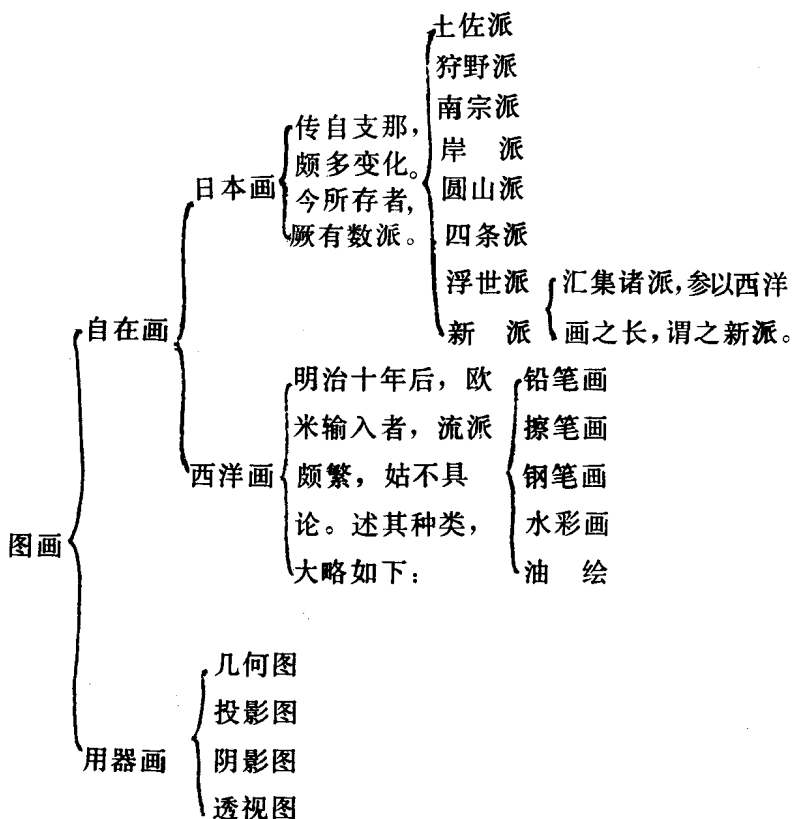 图画
自在画
日本画
传自支那，
颇多变化。
今所存者，
厥有数派。
土佐派
狩野派
南宗派
岸　派
圆山派
四条派
浮世派
新　派
汇集诸派，参以西洋
画之长，谓之新派。
西洋画
明治十年后，欧
米输入者，流派
颇繁，姑不具
论。述其种类，
大略如下：
铅笔画
擦笔画
钢笔画
水彩画
油　绘
用器画
几何图
投影图
阴影图
透视图